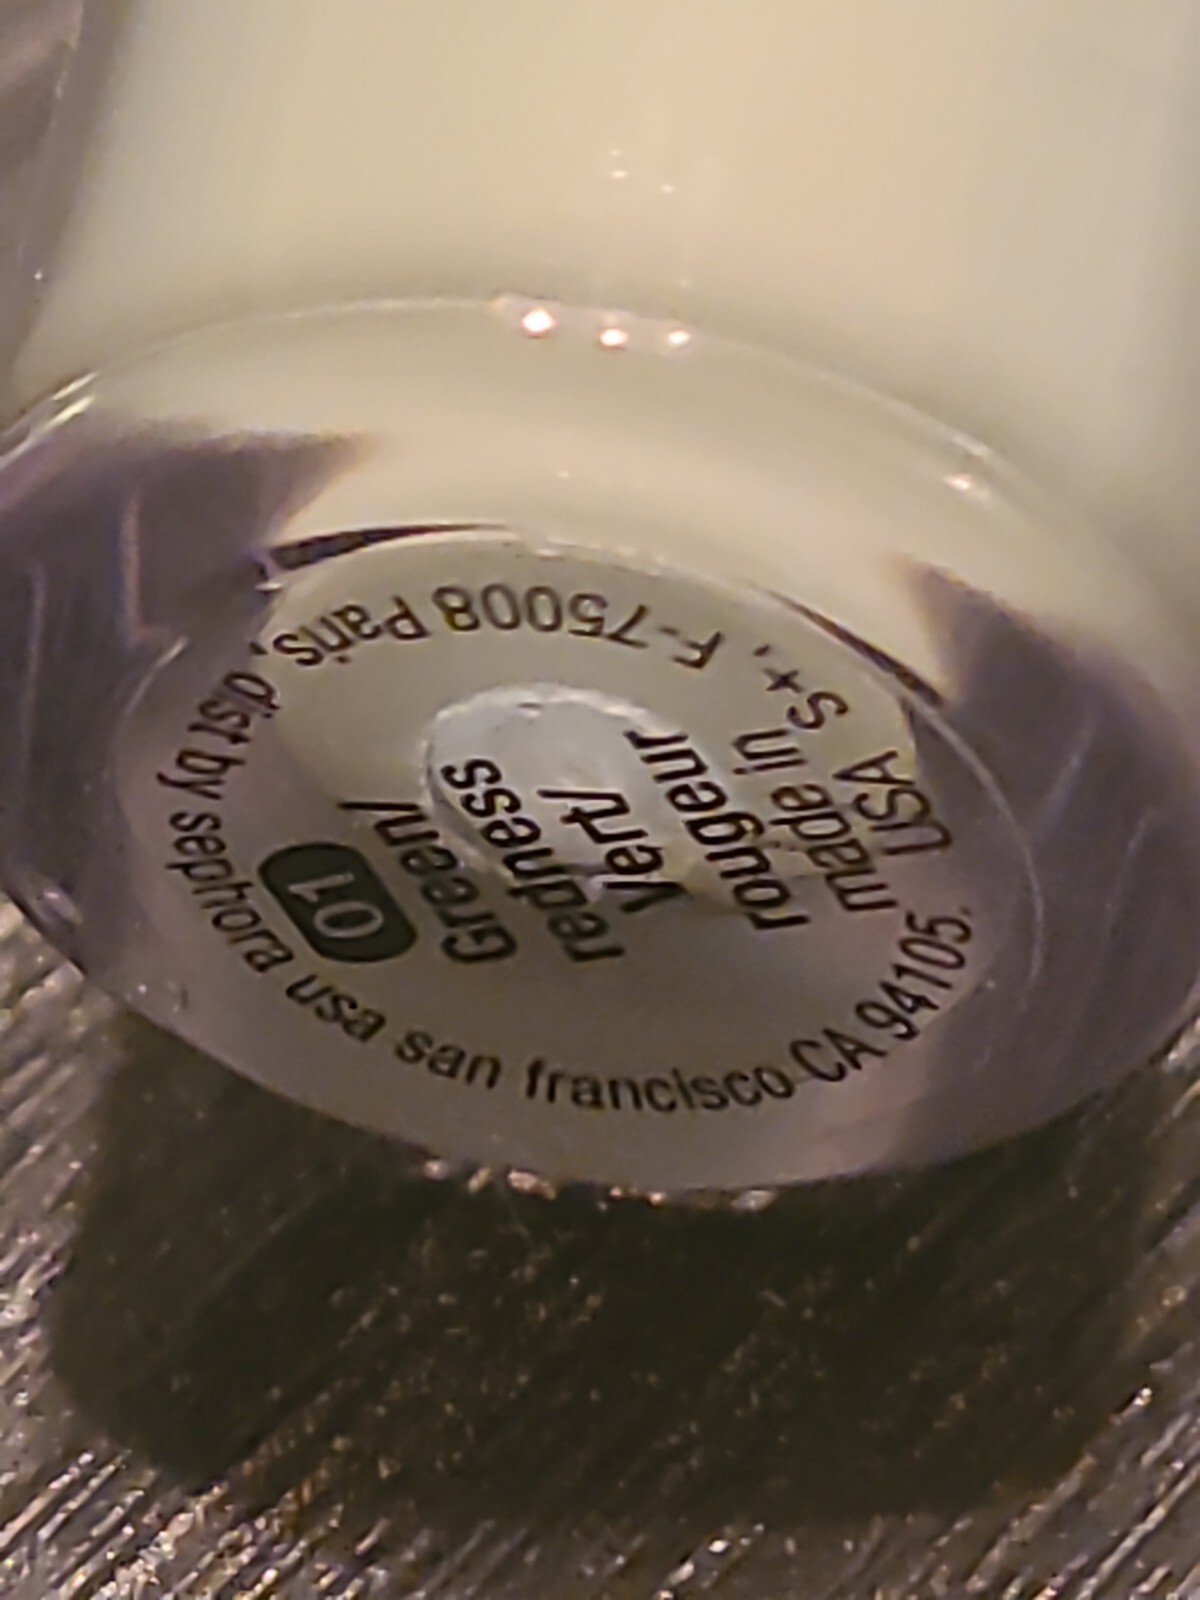 01
Green/
redness
Vert/
rougeur
made in
USA
s+, F-75008 Paris, dist by sephora usa san francisco CA 94105.